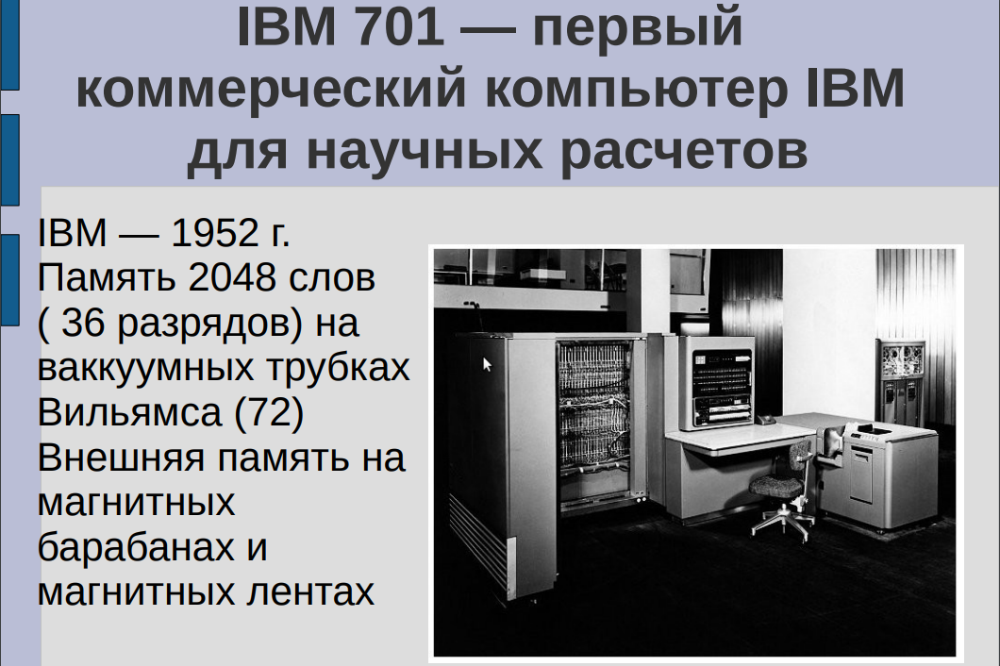 IBM 701 — первый
коммерческий компьютер IBM
для научных расчетов
IBM — 1952 г.
Память 2048 слов
( 36 разрядов) на
ваккуумных трубках
Вильямса (72)
Внешняя память на
магнитных
барабанах и
магнитных лентах